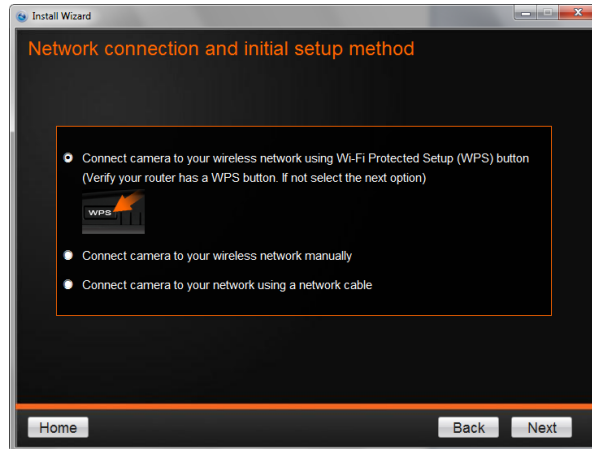 Install Wizard
Network connection and initial setup method
Connect camera to your wireless network using Wi-Fi Protected Setup (WPS) button
(Verify your router has a WPS button. If not select the next option)
WPS
Connect camera to your wireless network manually
Connect camera to your network using a network cable
Home
Back
Next